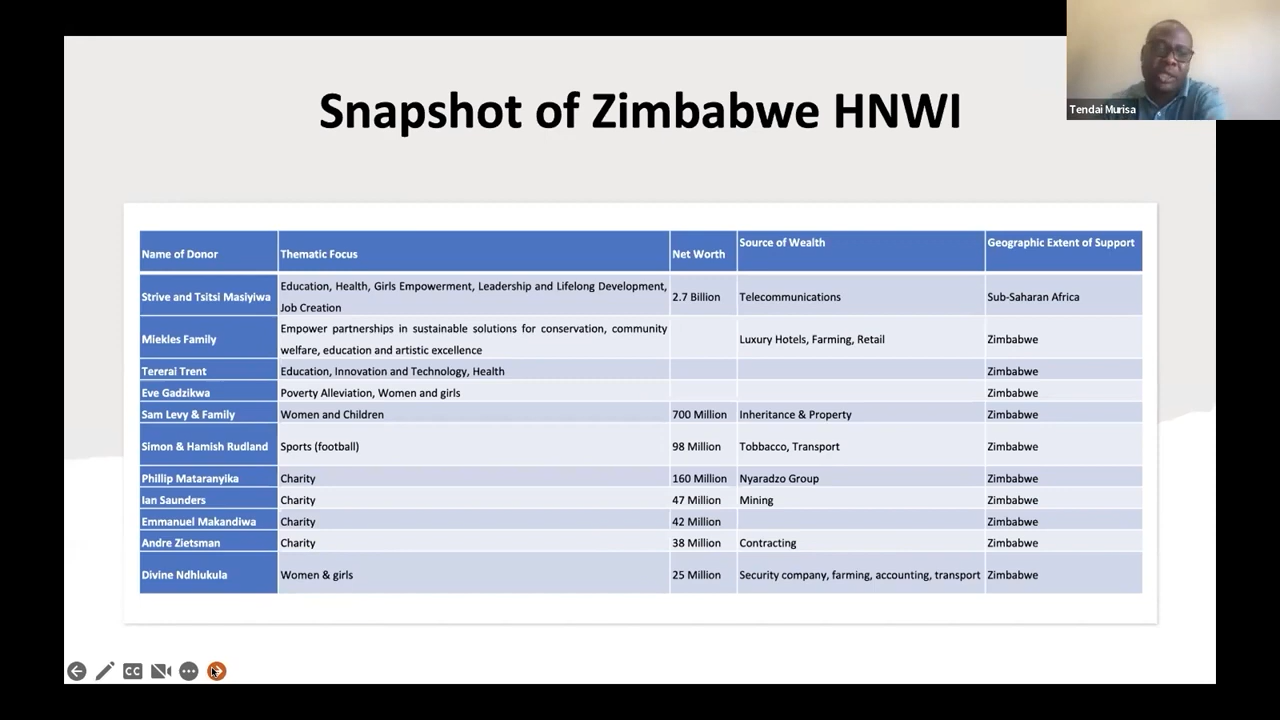 Tendai Murisa
Snapshot of Zimbabwe HNWI
Name of Donor Thematic Focus Net Worth Source of Wealth Geographic Extent of Support
Strive and Tsitsi Masiyiwa Education, Health, Girls Empowerment, Leadership and Lifelong Development, 2.7 Billion Telecommunications Sub-Saharan Africa
Job Creation
Miekles Family Empower partnerships in sustainable solutions for conservation, community Luxury Hotels, Farming, Retail Zimbabwe
welfare, education and artistic excellence
Tererai Trent Education, Innovation and Technology, Health Zimbabwe
Eve Gadzikwa Poverty Alleviation, Women and girls Zimbabwe
Sam Levy & Family Women and Children 700 Million Inheritance & Property Zimbabwe
Simon & Hamish Rudland Sports (football) 98 Million Tobbacco, Transport Zimbabwe
Phillip Mataranyika Charity 160 Million Nyaradzo Group Zimbabwe
Ian Saunders Charity 47 Million Mining Zimbabwe
Emmanuel Makandiwa Charity 42 Million Zimbabwe
Andre Zietsman Charity 38 Million Contracting Zimbabwe
Divine Ndhlukula Women & girls 25 Million Security company, farming, accounting, transport Zimbabwe
CC